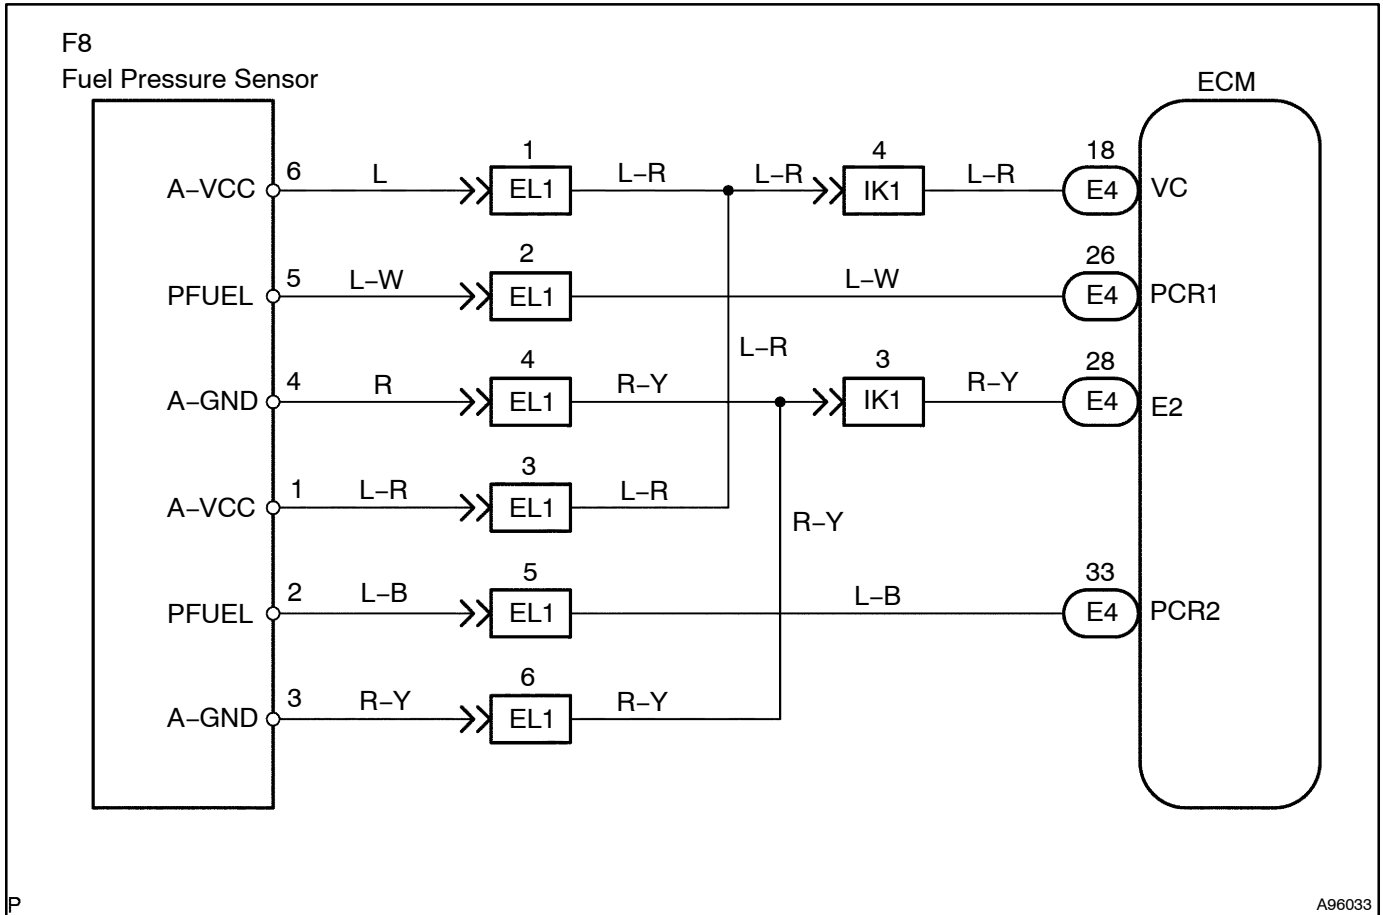 F8
Fuel Pressure Sensor
ECM
A−VCC 6 L 1 EL1 L−R L−R 4 IK1 L−R 18 E4 VC
PFUEL 5 L−W 2 EL1 L−W 26 E4 PCR1
L−R
A−GND 4 R 4 EL1 R−Y 3 IK1 R−Y 28 E4 E2
A−VCC 1 L−R 3 EL1 L−R
R−Y
PFUEL 2 L−B 5 EL1 L−B 33 E4 PCR2
A−GND 3 R−Y 6 EL1 R−Y
P
A96033